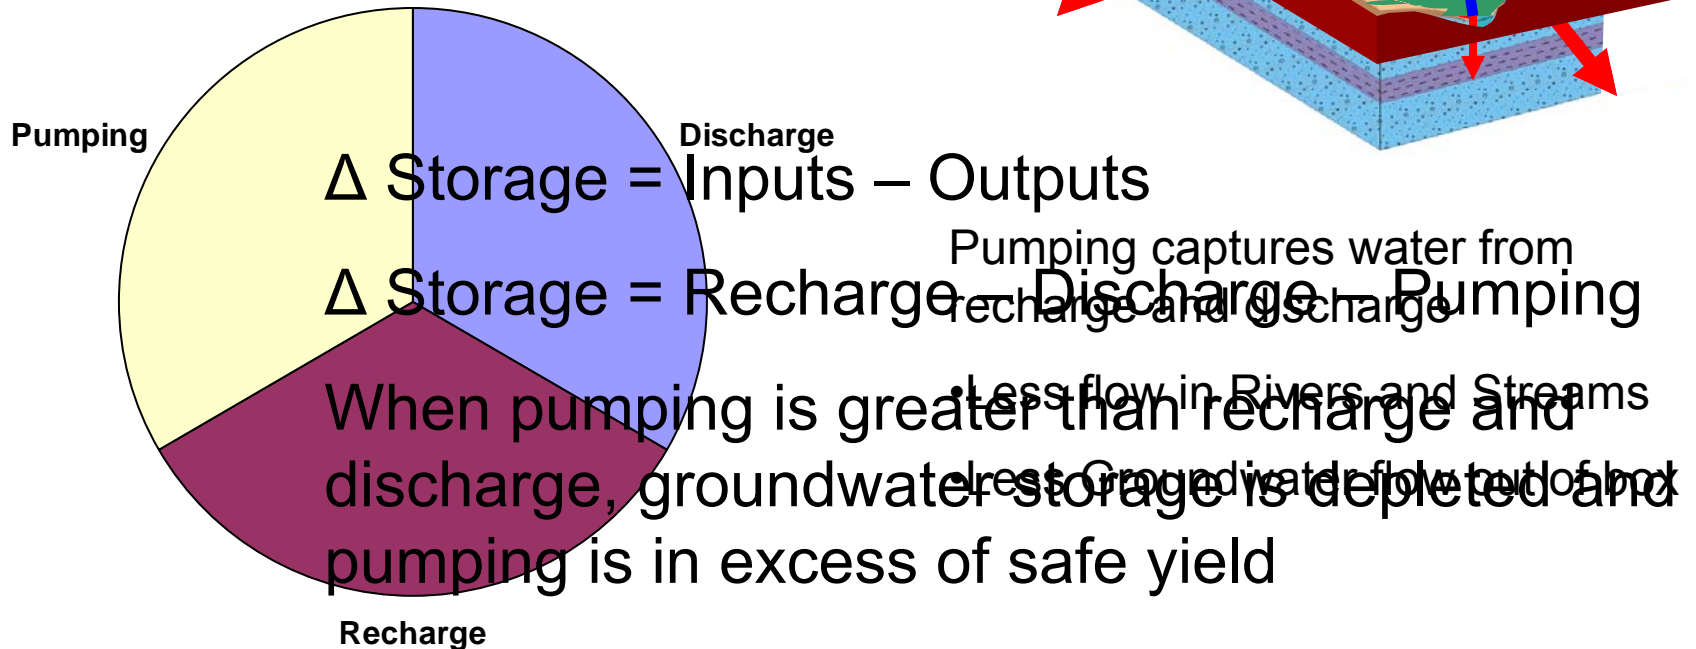 Pumping
Discharge
Δ Storage = Inputs – Outputs
Δ Storage = Recharge – Discharge – Pumping
When pumping is greater than recharge and
discharge, groundwater storage is depleted and
pumping is in excess of safe yield
Pumping captures water from
recharge and discharge
•Less flow in Rivers and Streams
•Less Groundwater flow out of box
Recharge